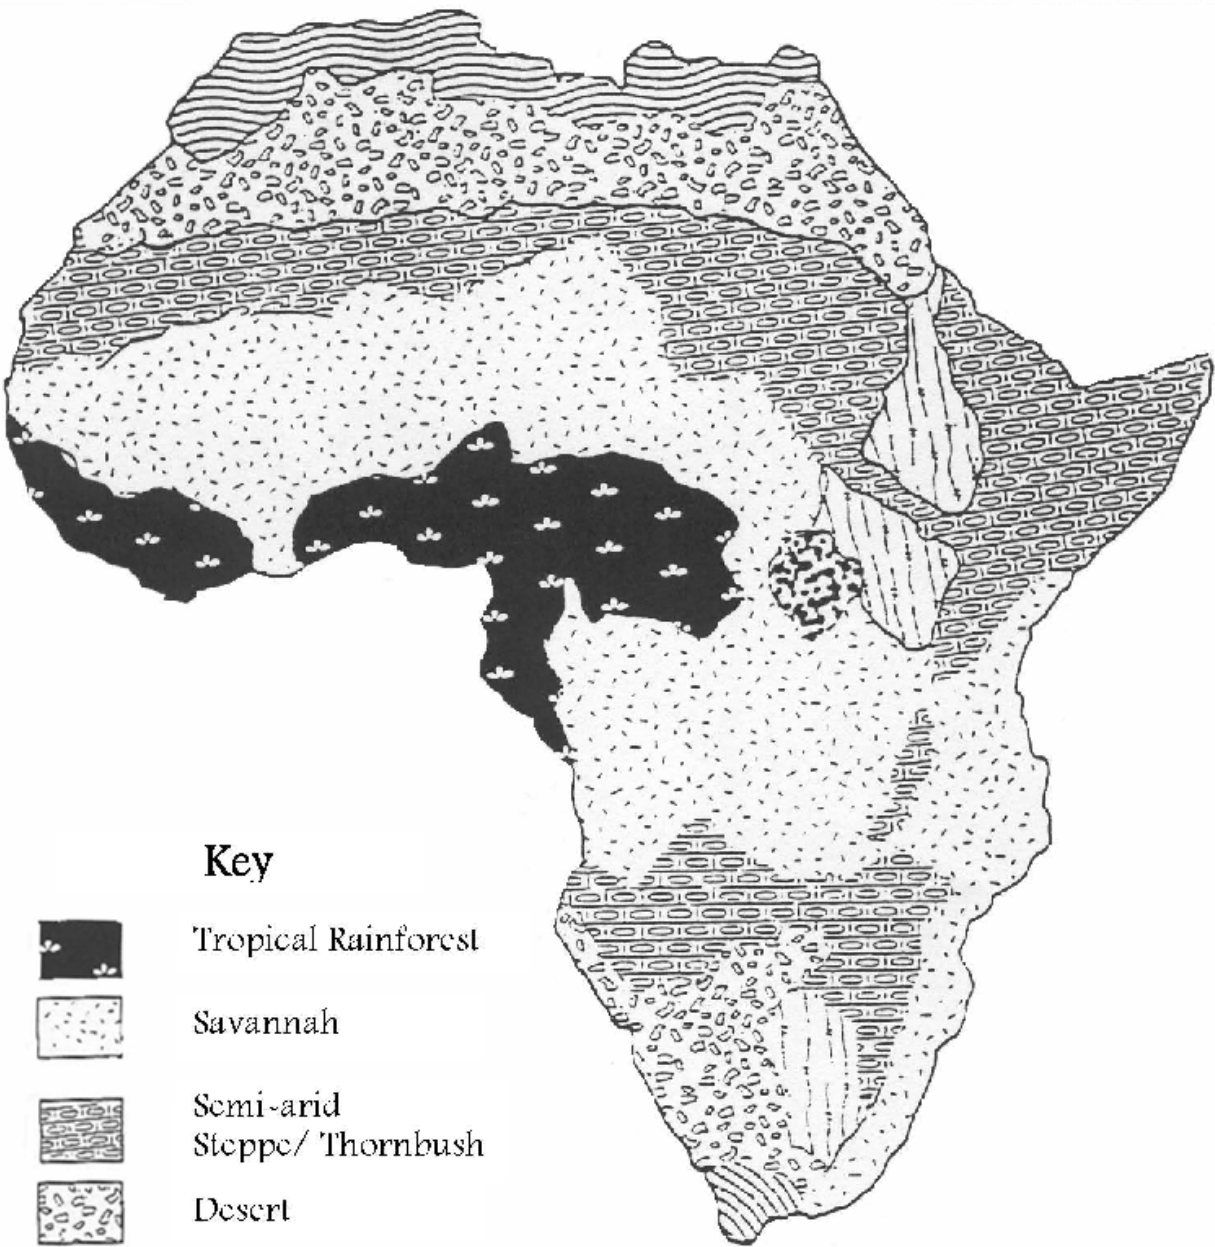 Key
Tropical Rainforest
Savannah
Semi-arid
Steppe/ Thornbush
Desert